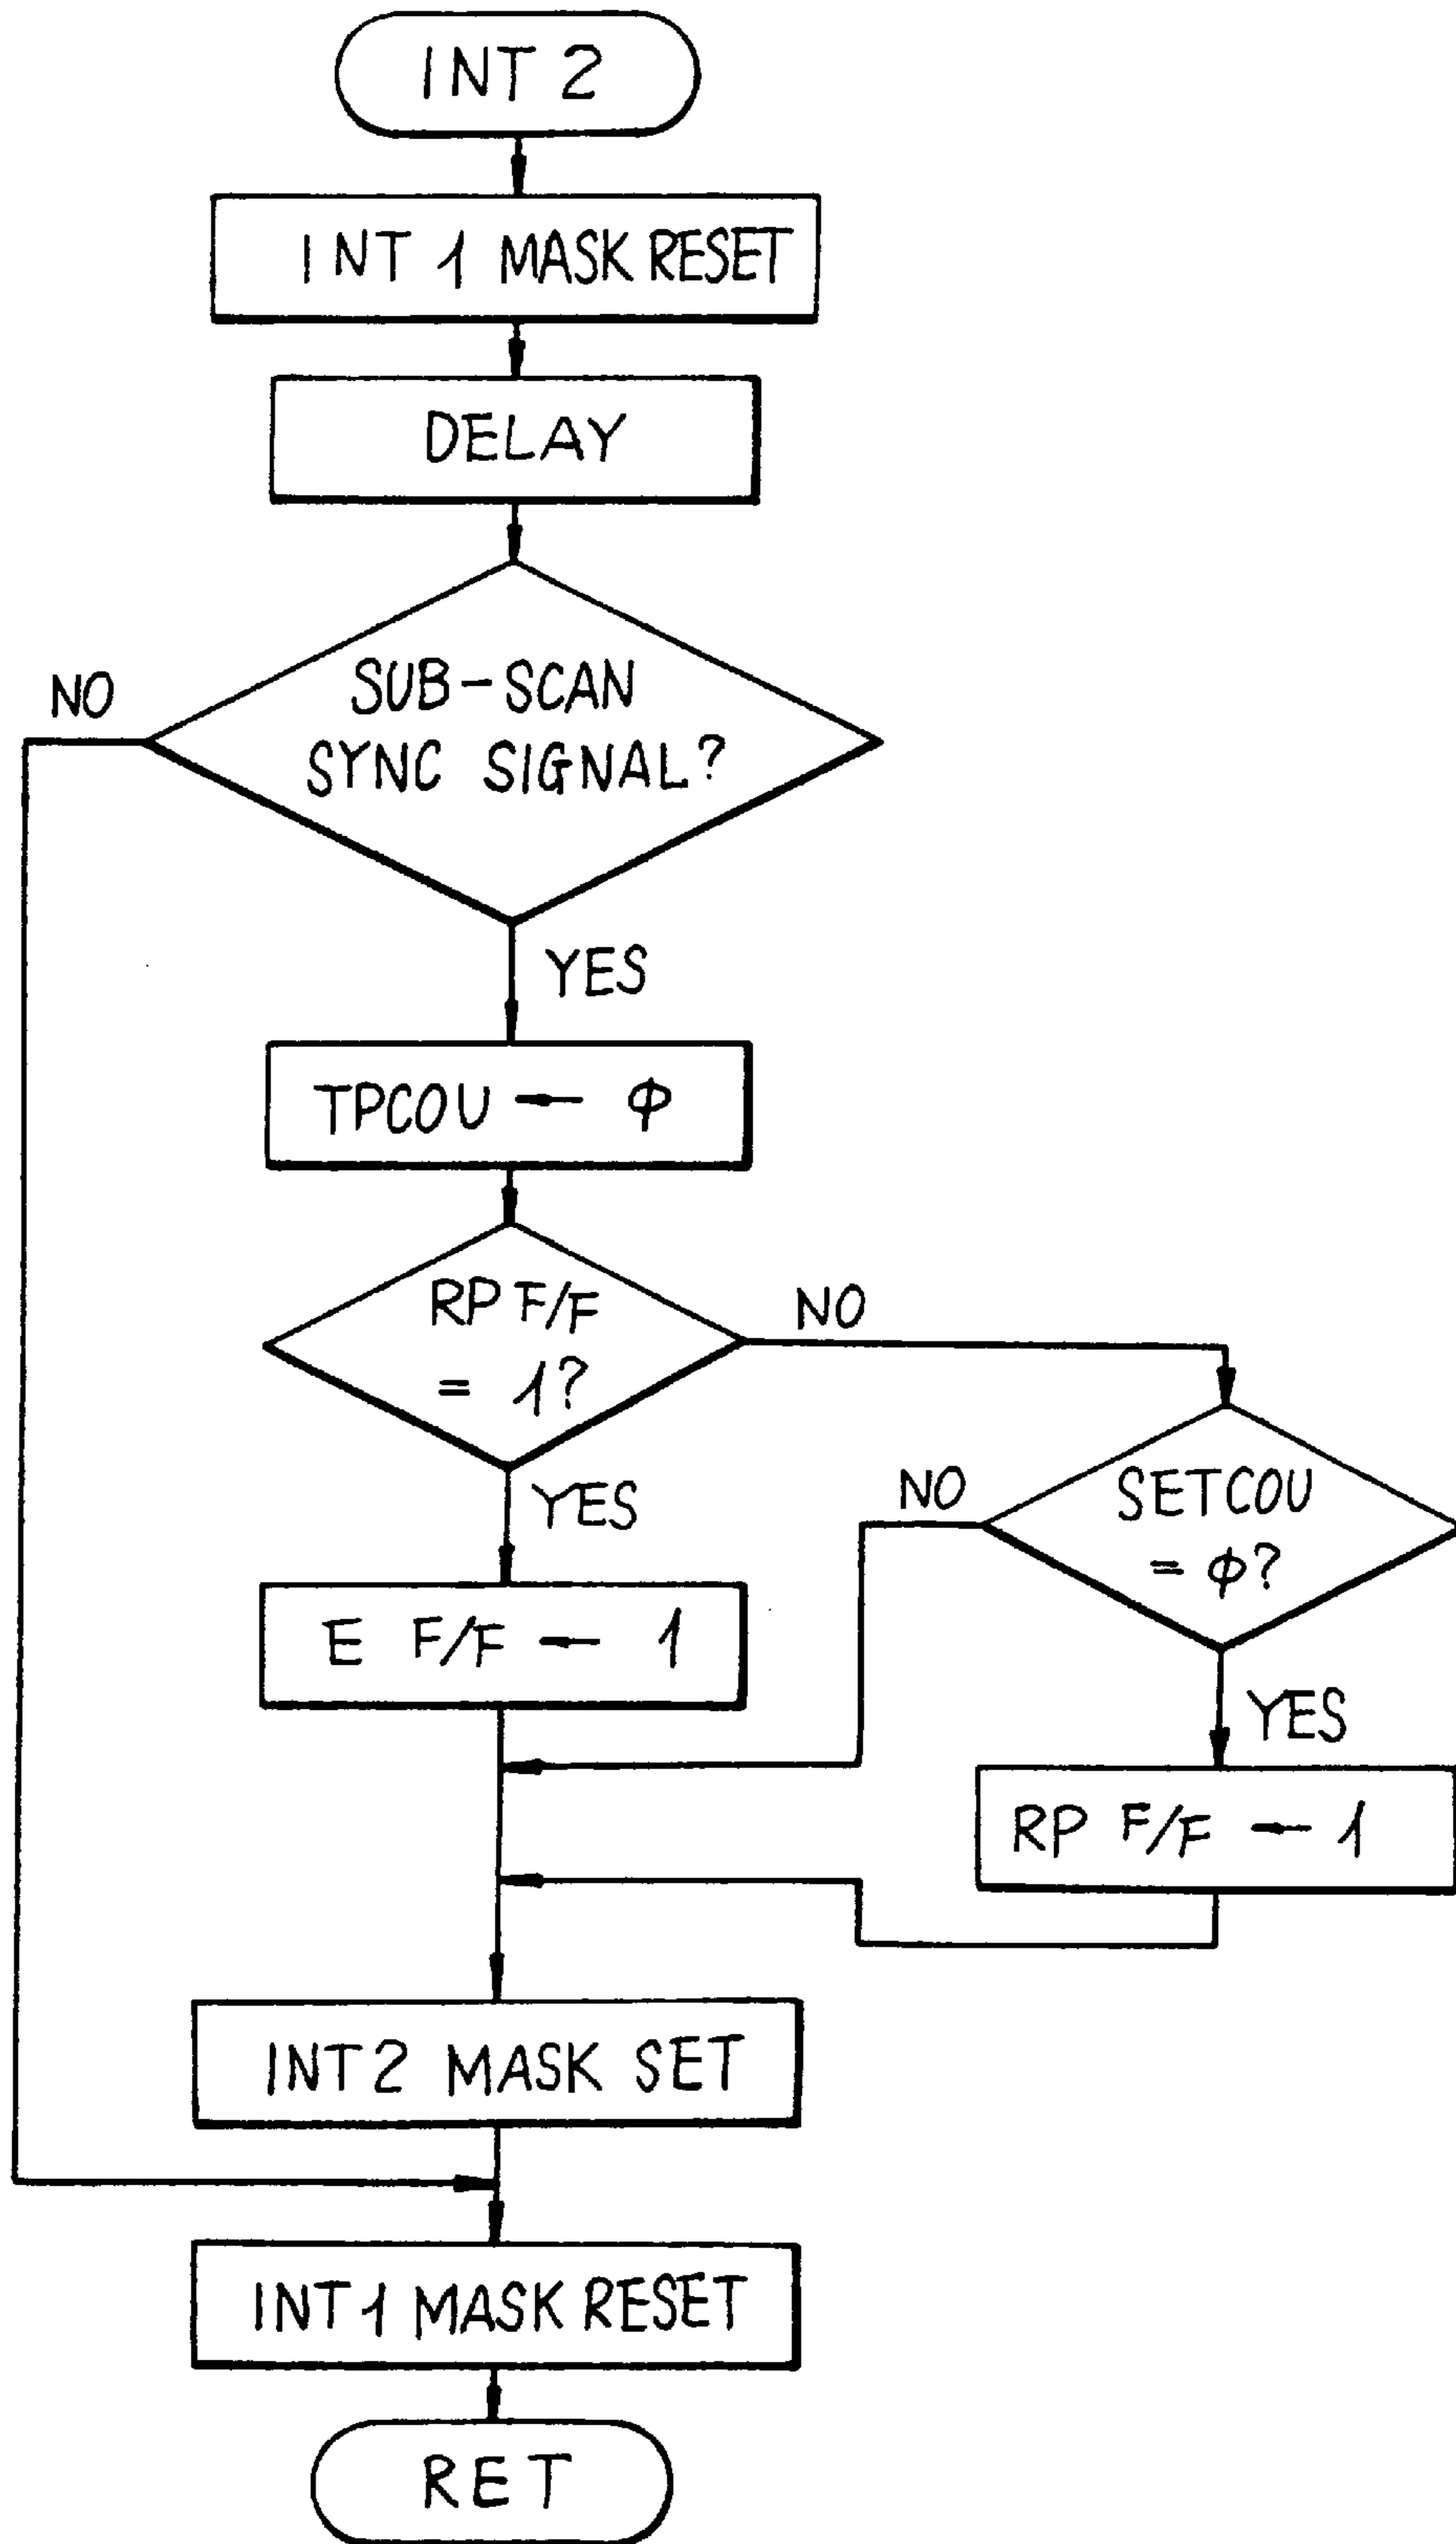 INT 2
INT 1 MASK RESET
DELAY
SUB-SCAN
SYNC SIGNAL?
NO
YES
TPCOU ← ϕ
RP F/F
= 1?
NO
YES
SETCOU
= ϕ?
NO
YES
E F/F ← 1
RP F/F ← 1
INT2 MASK SET
INT1 MASK RESET
RET